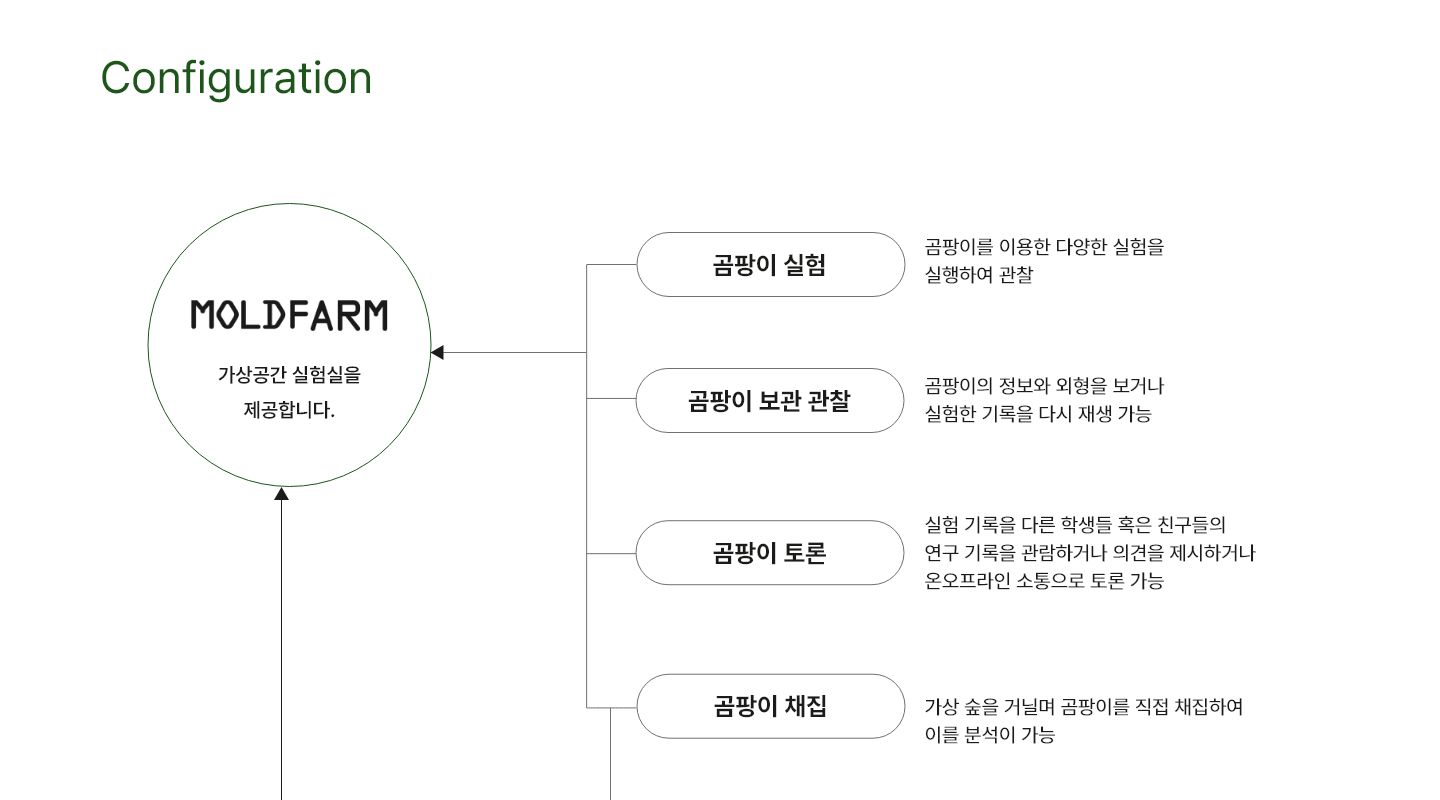 Configuration
MOLDFARM
가상공간 실험실을
제공합니다.
곰팡이 실험
곰팡이를 이용한 다양한 실험을
실행하여 관찰
곰팡이 보관 관찰
곰팡이의 정보와 외형을 보거나
실험한 기록을 다시 재생 가능
곰팡이 토론
실험 기록을 다른 학생들 혹은 친구들의
연구 기록을 관람하거나 의견을 제시하거나
온오프라인 소통으로 토론 가능
곰팡이 채집
가상 숲을 거닐며 곰팡이를 직접 채집하여
이를 분석이 가능